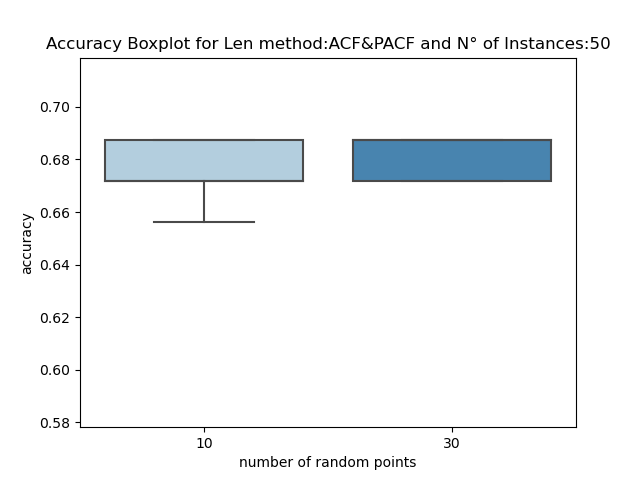 Accuracy Boxplot for Len method:ACF&PACF and N° of Instances:50
0.70
0.68
0.66
0.64
0.62
0.60
0.58
accuracy
10 30
number of random points